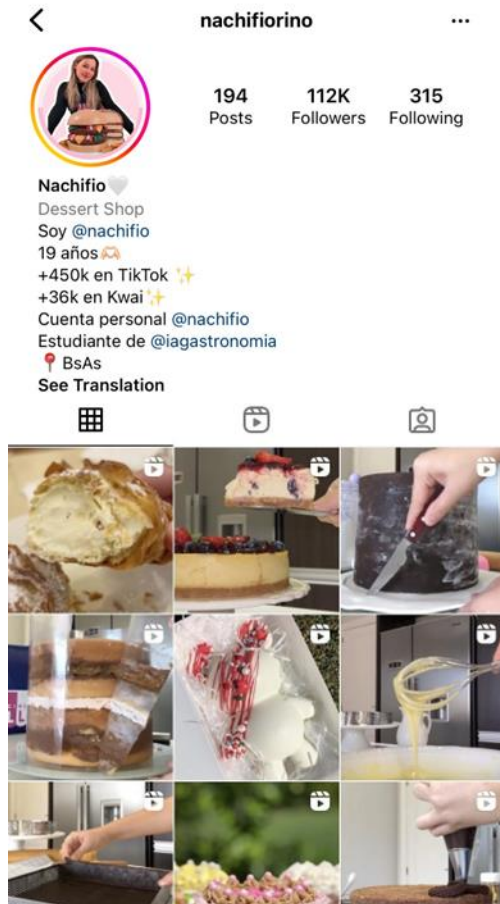 nachifiorino
194 112K 315
Posts Followers Following
Nachifio🤍
Dessert Shop
Soy @nachifio
19 años🫶🏻
+450k en TikTok ✨
+36k en Kwai✨
Cuenta personal @nachifio
Estudiante de @iagastronomia
📍 BsAs
See Translation